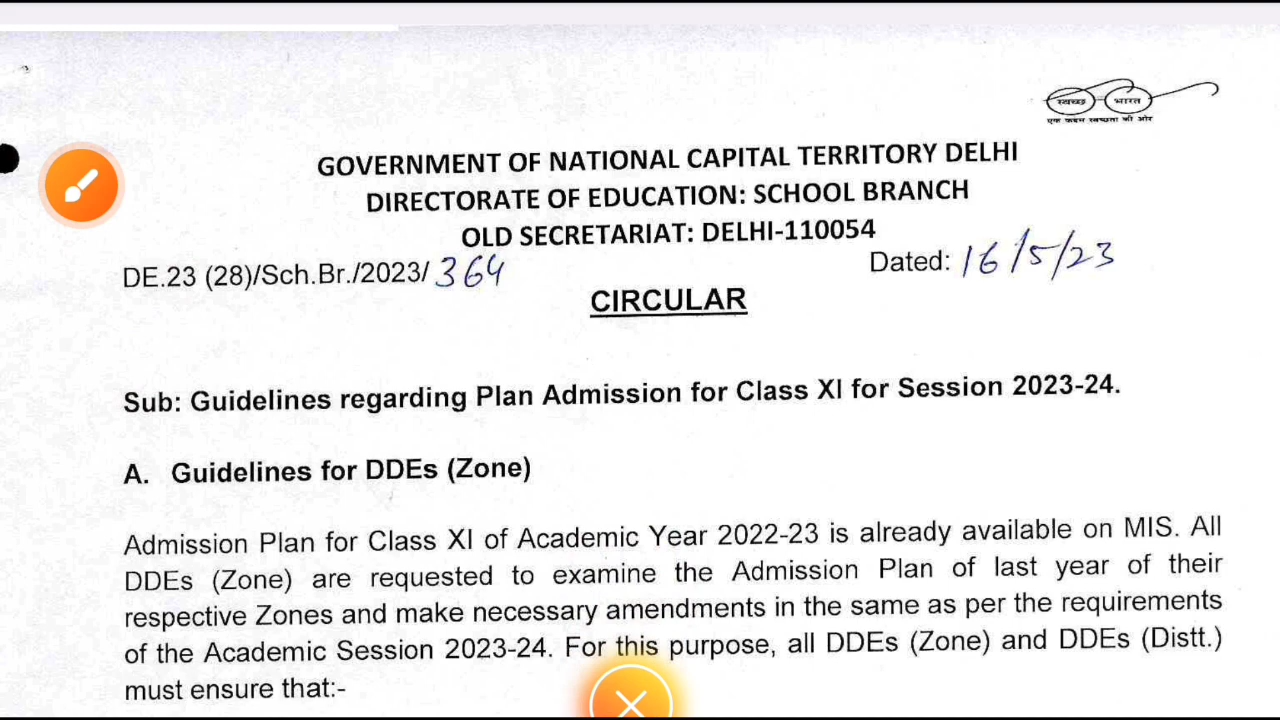 स्वच्छ भारत
एक कदम स्वच्छता की ओर
GOVERNMENT OF NATIONAL CAPITAL TERRITORY DELHI
DIRECTORATE OF EDUCATION: SCHOOL BRANCH
OLD SECRETARIAT: DELHI-110054
DE.23 (28)/Sch.Br./2023/ 364 Dated: 16/5/23
CIRCULAR
Sub: Guidelines regarding Plan Admission for Class XI for Session 2023-24.
A. Guidelines for DDEs (Zone)
Admission Plan for Class XI of Academic Year 2022-23 is already available on MIS. All
DDEs (Zone) are requested to examine the Admission Plan of last year of their
respective Zones and make necessary amendments in the same as per the requirements
of the Academic Session 2023-24. For this purpose, all DDEs (Zone) and DDEs (Distt.)
must ensure that:-